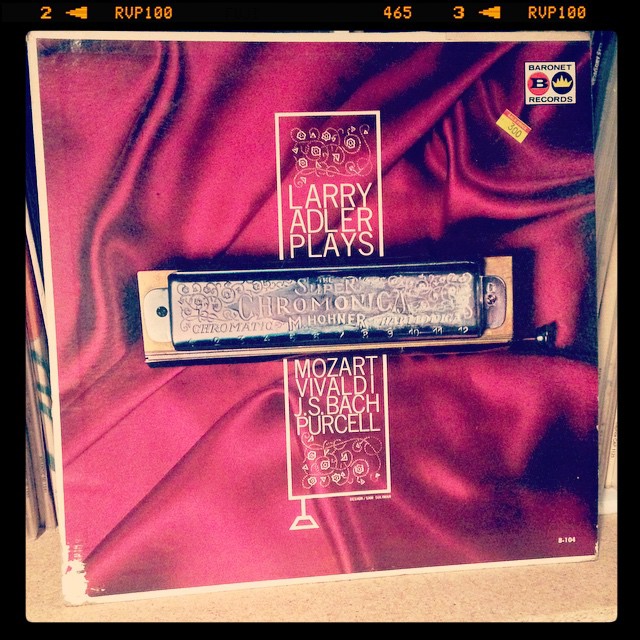 2 RVP100 465 3 RVP100
BARONET
B
RECORDS
300
LARRY
ADLER
PLAYS
THE
SUPER
CHROMONICA
CHROMATIC M. HOHNER HARMONICA
2 3 4 5 6 7 8 9 10 11 12
MOZART
VIVALDI
J.S. BACH
PURCELL
B-104